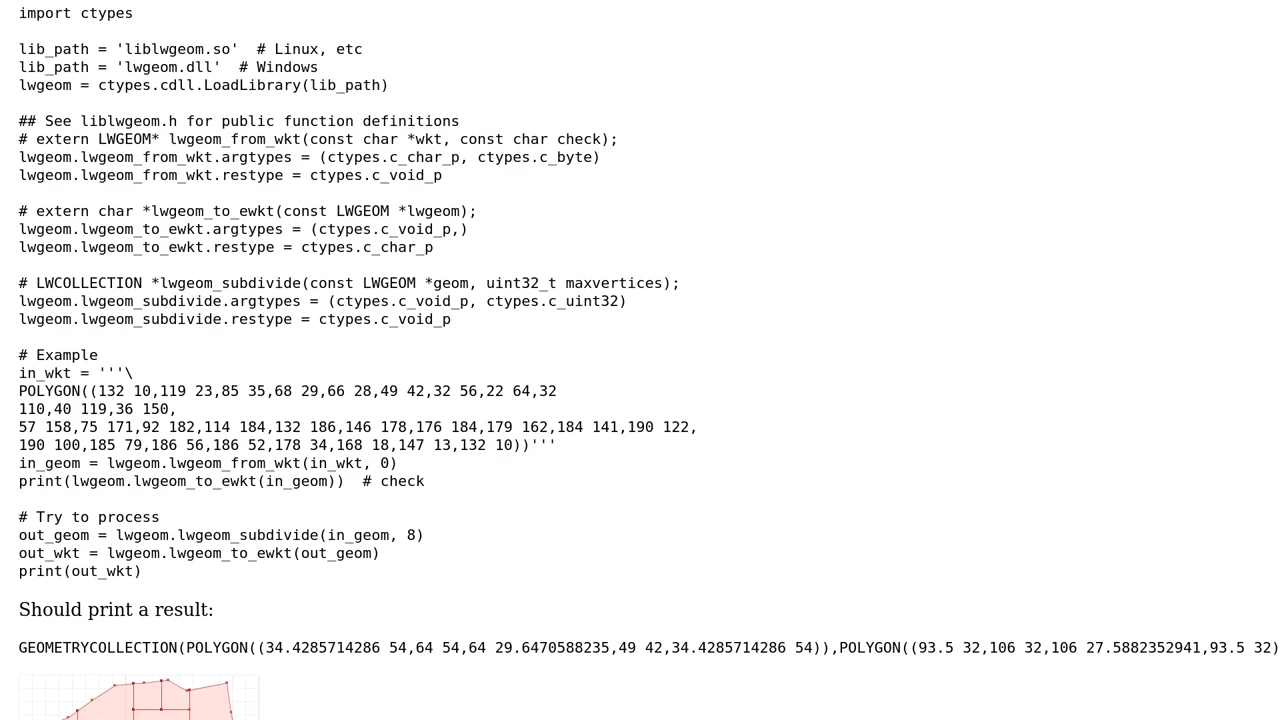 import ctypes
lib_path = 'liblwgeom.so'  # Linux, etc
lib_path = 'lwgeom.dll'  # Windows
lwgeom = ctypes.cdll.LoadLibrary(lib_path)
## See liblwgeom.h for public function definitions
# extern LWGEOM* lwgeom_from_wkt(const char *wkt, const char check);
lwgeom.lwgeom_from_wkt.argtypes = (ctypes.c_char_p, ctypes.c_byte)
lwgeom.lwgeom_from_wkt.restype = ctypes.c_void_p
# extern char *lwgeom_to_ewkt(const LWGEOM *lwgeom);
lwgeom.lwgeom_to_ewkt.argtypes = (ctypes.c_void_p,)
lwgeom.lwgeom_to_ewkt.restype = ctypes.c_char_p
# LWCOLLECTION *lwgeom_subdivide(const LWGEOM *geom, uint32_t maxvertices);
lwgeom.lwgeom_subdivide.argtypes = (ctypes.c_void_p, ctypes.c_uint32)
lwgeom.lwgeom_subdivide.restype = ctypes.c_void_p
# Example
in_wkt = '''\
POLYGON((132 10,119 23,85 35,68 29,66 28,49 42,32 56,22 64,32
110,40 119,36 150,
57 158,75 171,92 182,114 184,132 186,146 178,176 184,179 162,184 141,190 122,
190 100,185 79,186 56,186 52,178 34,168 18,147 13,132 10))'''
in_geom = lwgeom.lwgeom_from_wkt(in_wkt, 0)
print(lwgeom.lwgeom_to_ewkt(in_geom))  # check
# Try to process
out_geom = lwgeom.lwgeom_subdivide(in_geom, 8)
out_wkt = lwgeom.lwgeom_to_ewkt(out_geom)
print(out_wkt)
Should print a result:
GEOMETRYCOLLECTION(POLYGON((34.4285714286 54,64 54,64 29.6470588235,49 42,34.4285714286 54)),POLYGON((93.5 32,106 32,106 27.5882352941,93.5 32)